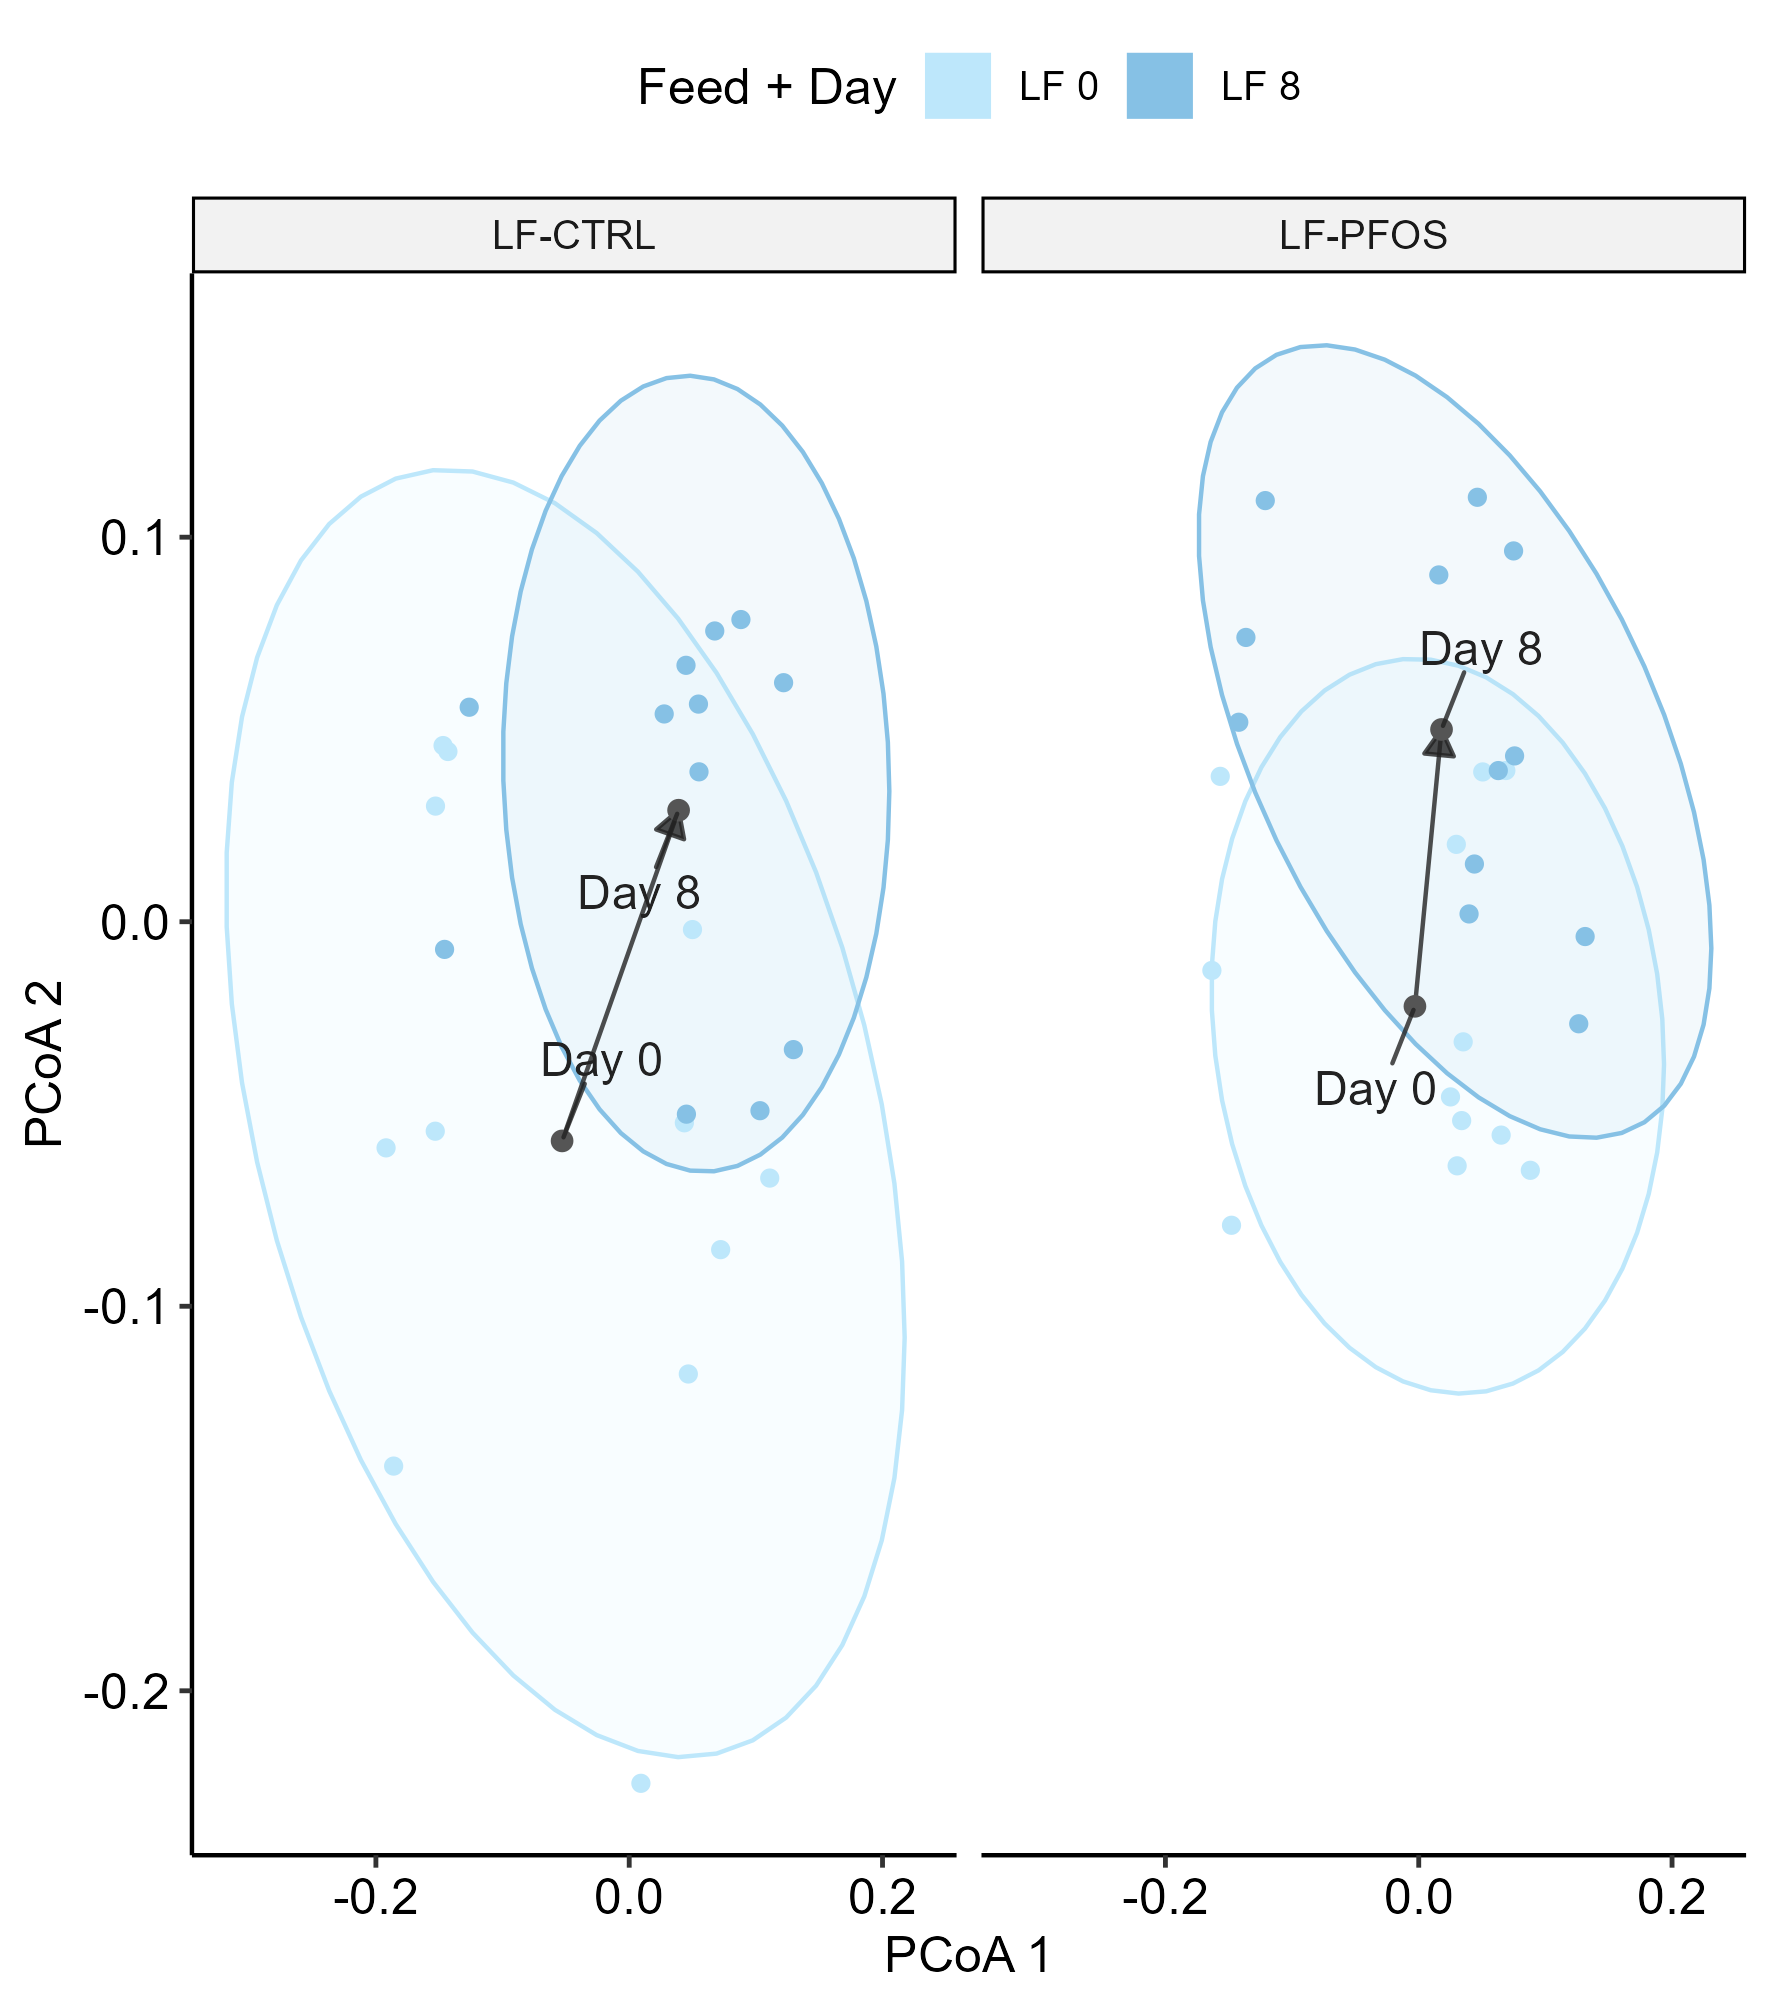 Feed + Day LF 0 LF 8
LF-CTRL LF-PFOS
0.1
0.0
-0.1
-0.2
PCoA 2
Day 8
Day 0
Day 8
Day 0
-0.2 0.0 0.2 -0.2 0.0 0.2
PCoA 1